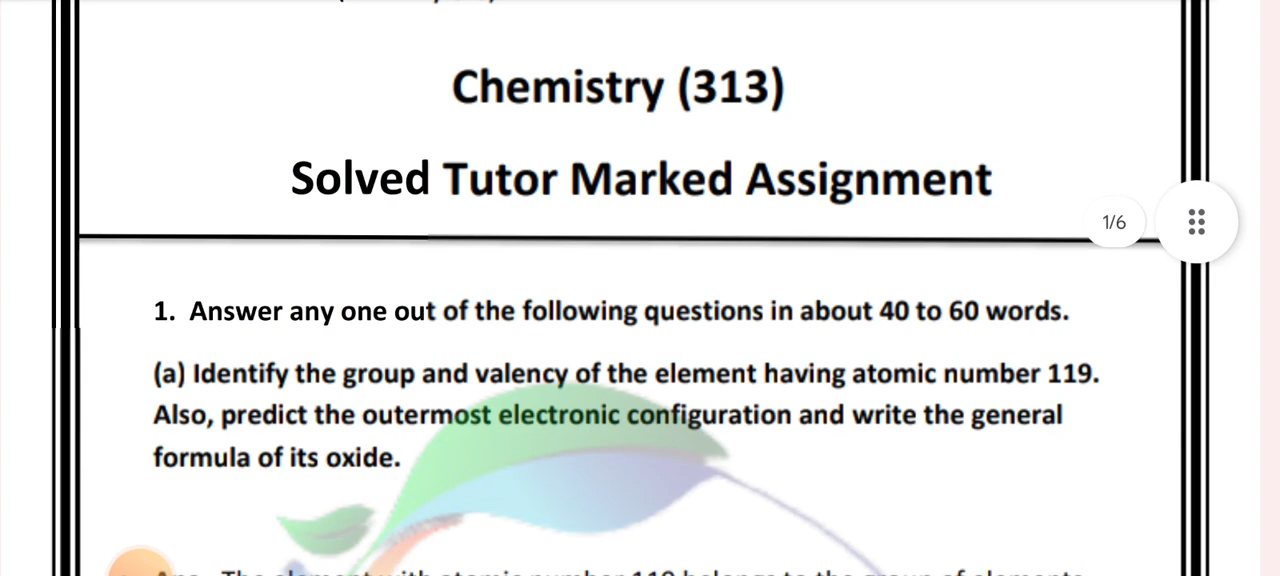 Chemistry (313)
Solved Tutor Marked Assignment
1/6
1. Answer any one out of the following questions in about 40 to 60 words.
(a) Identify the group and valency of the element having atomic number 119.
Also, predict the outermost electronic configuration and write the general
formula of its oxide.